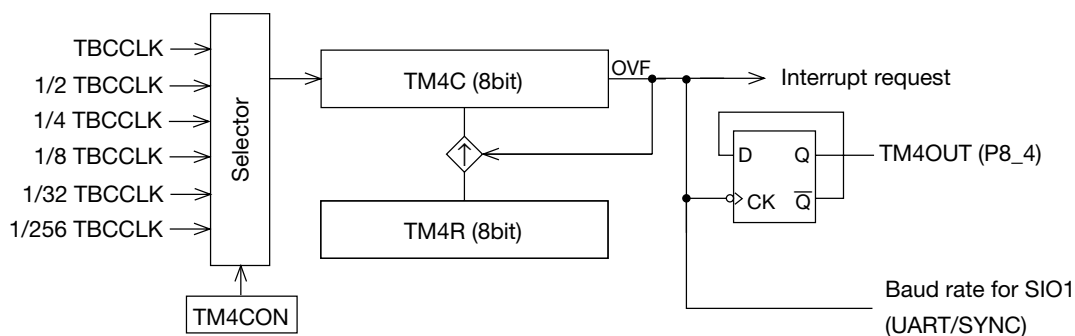 TBCCLK
1/2 TBCCLK
1/4 TBCCLK
1/8 TBCCLK
1/32 TBCCLK
1/256 TBCCLK
Selector
TM4CON
TM4C (8bit)
OVF
TM4R (8bit)
Interrupt request
D
Q
CK
Q̅
TM4OUT (P8_4)
Baud rate for SIO1
(UART/SYNC)